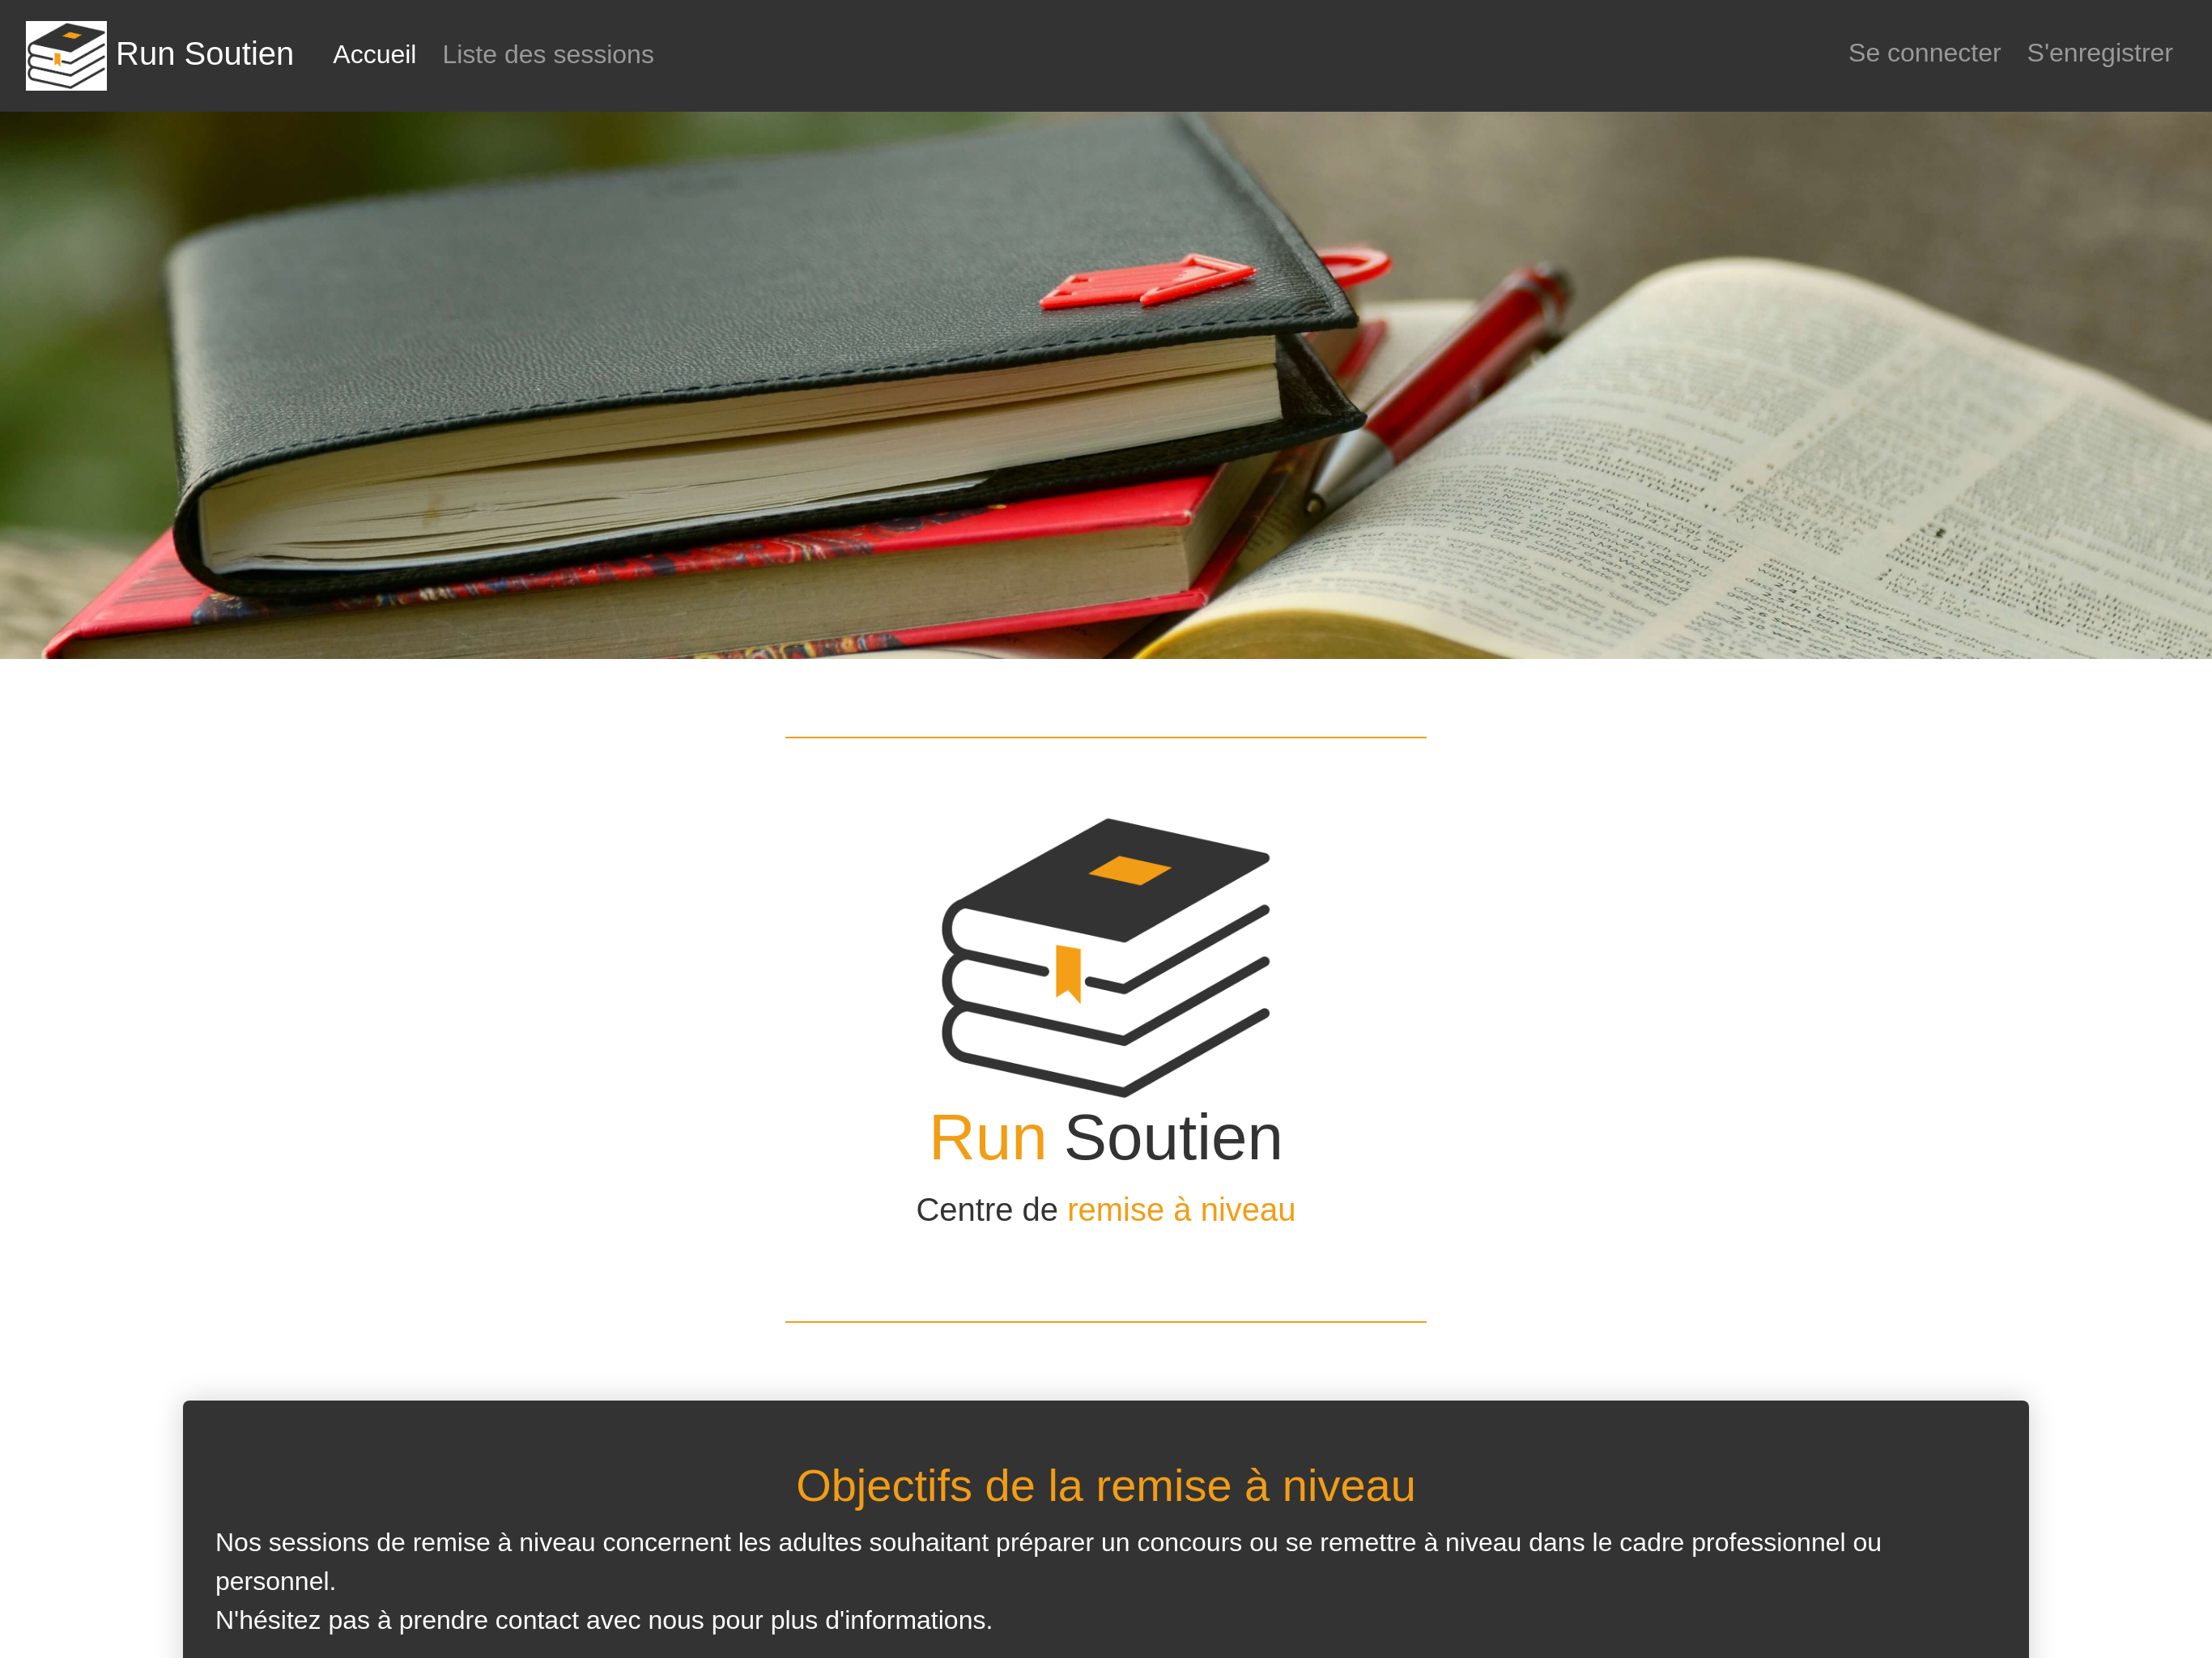 Run Soutien
Accueil
Liste des sessions
Se connecter
S'enregistrer
Run Soutien
Centre de remise à niveau
Objectifs de la remise à niveau
Nos sessions de remise à niveau concernent les adultes souhaitant préparer un concours ou se remettre à niveau dans le cadre professionnel ou
personnel.
N'hésitez pas à prendre contact avec nous pour plus d'informations.